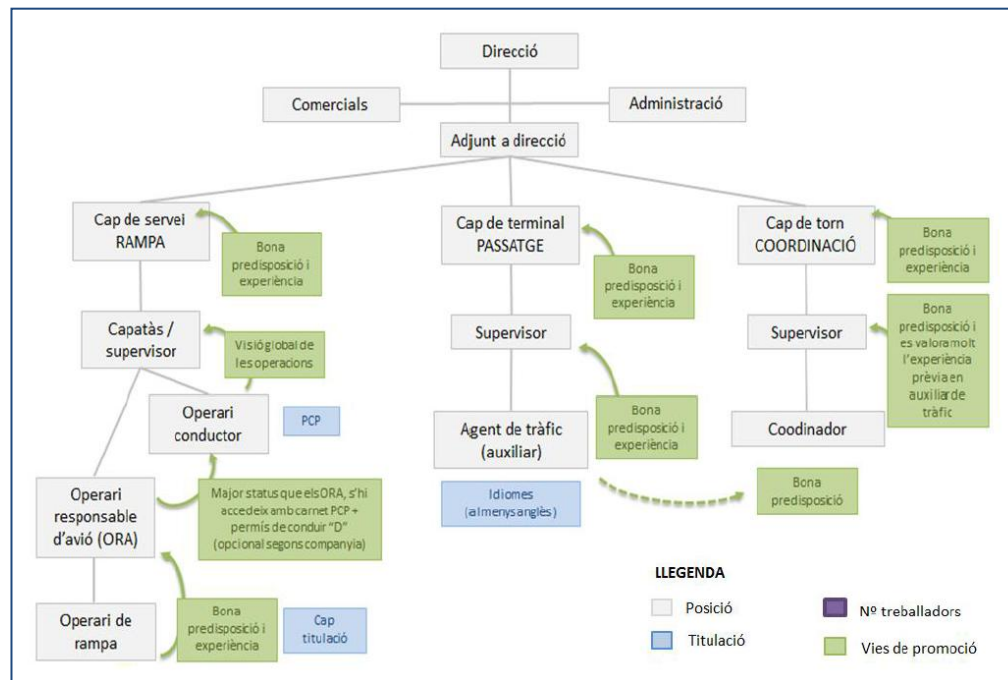 Direcció
Comercials
Administració
Adjunt a direcció
Cap de servei
RAMPA
Bona
predisposició i
experiència
Cap de terminal
PASSATGE
Bona
predisposició i
experiència
Cap de torn
COORDINACIÓ
Bona
predisposició i
experiència
Capatàs /
supervisor
Visió global de
les operacions
Supervisor
Supervisor
Bona
predisposició i
es valora molt
l'experiència
prèvia en
auxiliar de
tràfic
Operari
conductor
PCP
Agent de tràfic
(auxiliar)
Bona
predisposició i
experiència
Coodinador
Operari
responsable
d'avió (ORA)
Major status que els ORA, s'hi
accedeix amb carnet PCP +
permís de conduir "D"
(opcional segons companyia)
Idiomes
(almenys anglès)
Bona
predisposició
Operari de
rampa
Bona
predisposició i
experiència
Cap
titulació
LLEGENDA
Posició
Nº treballadors
Titulació
Vies de promoció